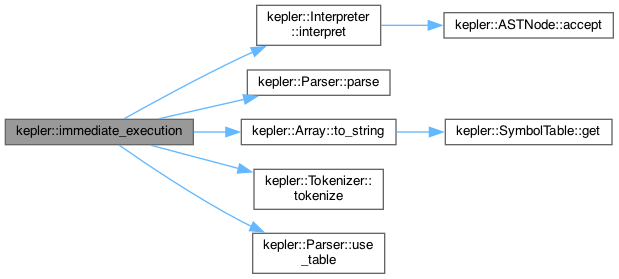 kepler::Interpreter
::interpret
kepler::ASTNode::accept
kepler::Parser::parse
kepler::immediate_execution
kepler::Array::to_string
kepler::SymbolTable::get
kepler::Tokenizer::
tokenize
kepler::Parser::use
_table